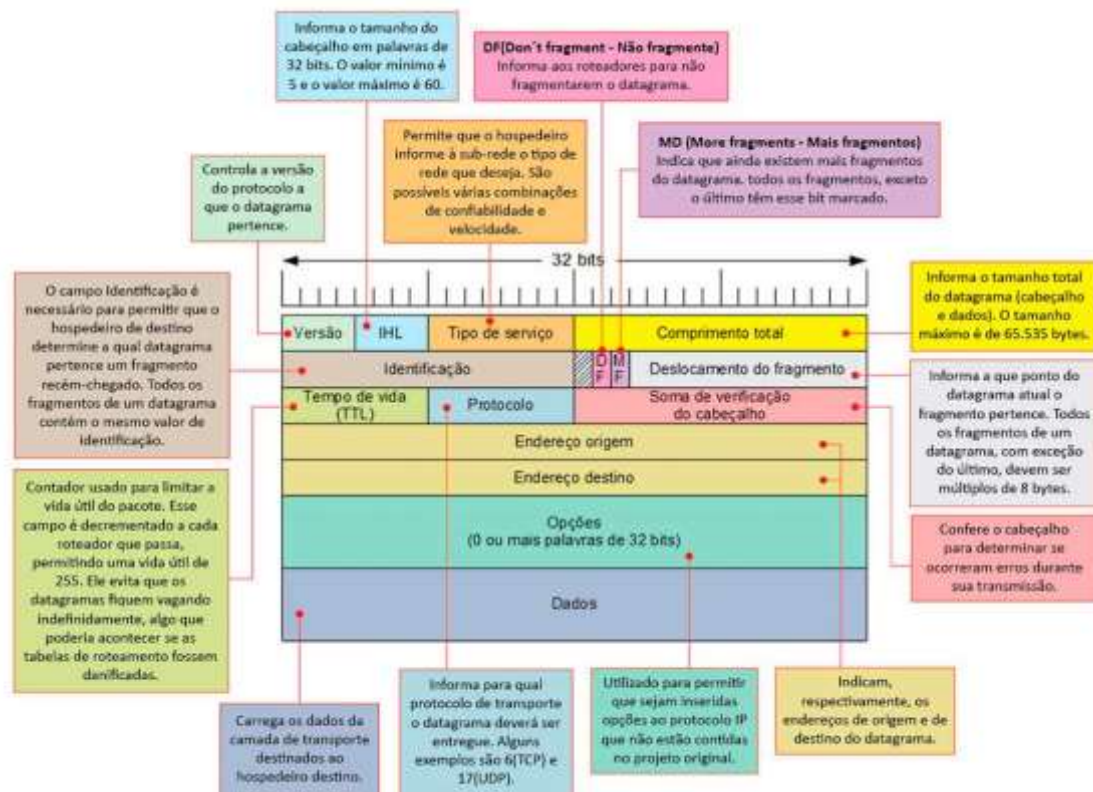 Informa o tamanho do
cabeçalho em palavras de
32 bits. O valor mínimo é
5 e o valor máximo é 60.
DF(Don´t fragment - Não fragmente)
Informa aos roteadores para não
fragmentarem o datagrama.
Permite que o hospedeiro
informe à sub-rede o tipo de
rede que deseja. São
possíveis várias combinações
de confiabilidade e
velocidade.
MD (More fragments - Mais fragmentos)
Indica que ainda existem mais fragmentos
do datagrama. todos os fragmentos, exceto
o último têm esse bit marcado.
Controla a versão
do protocolo a
que o datagrama
pertence.
32 bits
O campo Identificação é
necessário para permitir que o
hospedeiro de destino
determine a qual datagrama
pertence um fragmento
recém-chegado. Todos os
fragmentos de um datagrama
contêm o mesmo valor de
identificação.
Informa o tamanho total
do datagrama (cabeçalho
e dados). O tamanho
máximo é de 65.535 bytes.
Versão
IHL
Tipo de serviço
Comprimento total
Identificação
DF
MF
Deslocamento do fragmento
Tempo de vida
(TTL)
Protocolo
Soma de verificação
do cabeçalho
Endereço origem
Endereço destino
Opções
(0 ou mais palavras de 32 bits)
Dados
Informa a que ponto do
datagrama atual o
fragmento pertence. Todos
os fragmentos de um
datagrama, com exceção
do último, devem ser
múltiplos de 8 bytes.
Contador usado para limitar a
vida útil do pacote. Esse
campo é decrementado a cada
roteador que passa,
permitindo uma vida útil de
255. Ele evita que os
datagramas fiquem vagando
indefinidamente, algo que
poderia acontecer se as
tabelas de roteamento fossem
danificadas.
Confere o cabeçalho
para determinar se
ocorreram erros durante
sua transmissão.
Carrega os dados da
camada de transporte
destinados ao
hospedeiro destino.
Informa para qual
protocolo de transporte
o datagrama deverá ser
entregue. Alguns
exemplos são 6(TCP) e
17(UDP).
Utilizado para permitir
que sejam inseridas
opções ao protocolo IP
que não estão contidas
no projeto original.
Indicam,
respectivamente, os
endereços de origem e de
destino do datagrama.